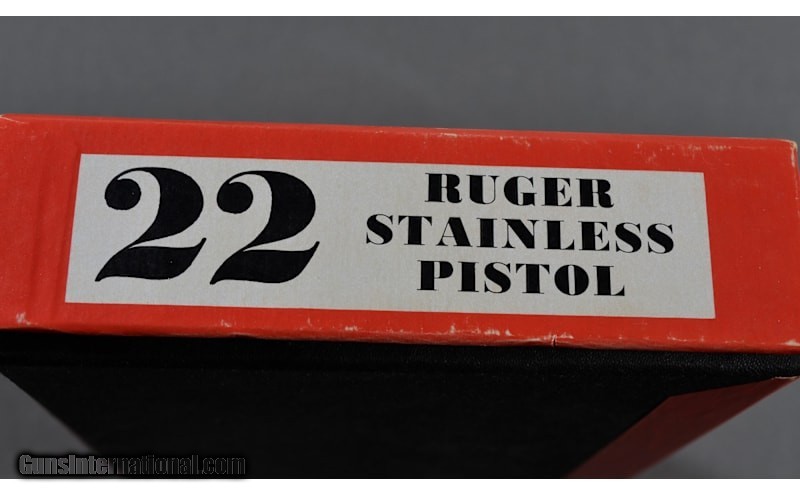 22
RUGER
STAINLESS
PISTOL
GunsInternational.com